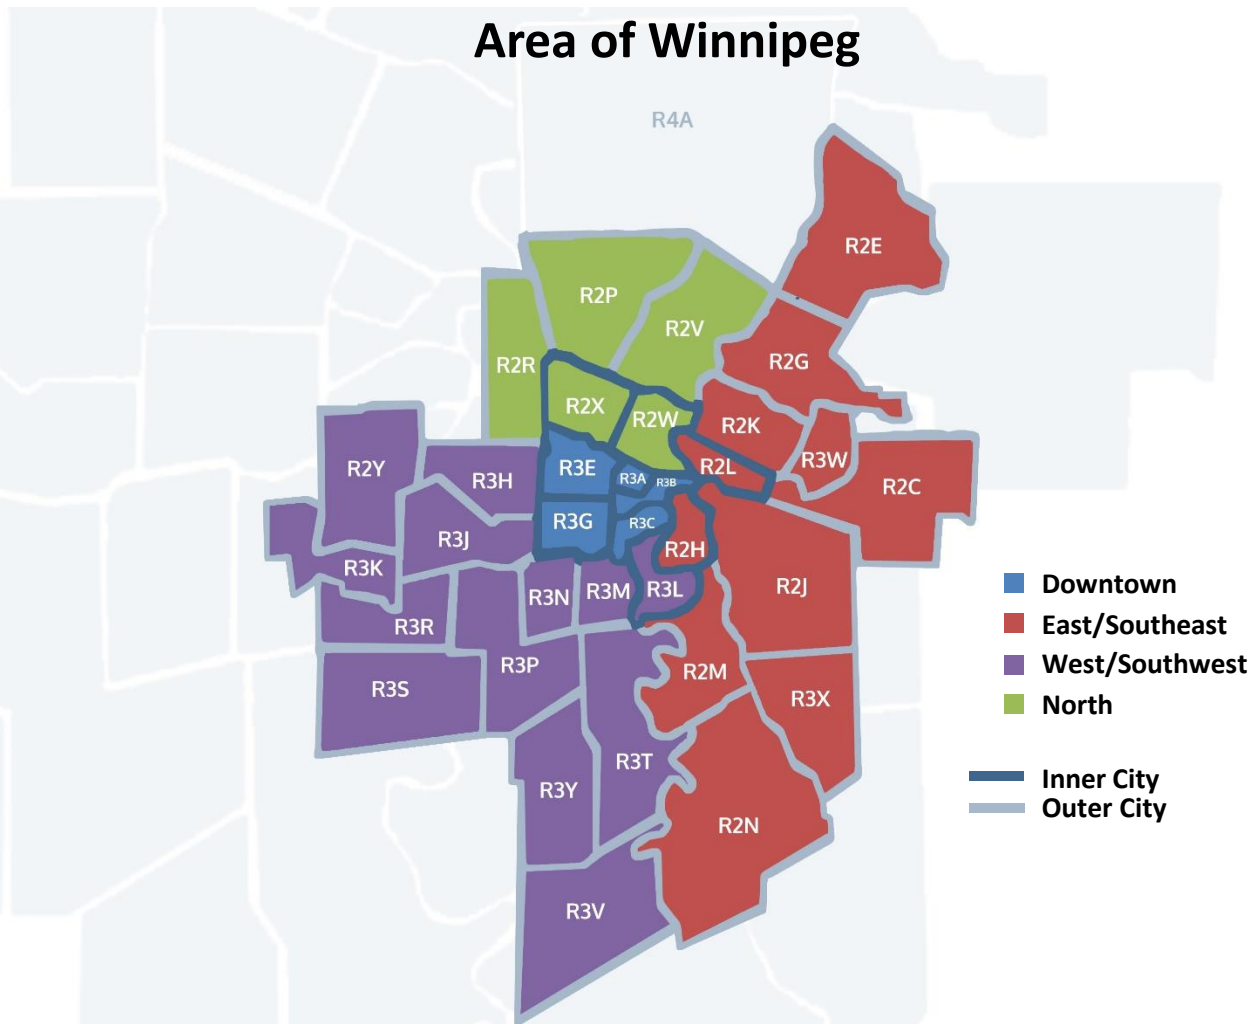 Area of Winnipeg
R4A
R2E
R2P
R2V
R2G
R2R
R2X
R2W
R2K
R3W
R2Y
R3H
R3E
R3A
R3B
R2L
R2C
R3J
R3G
R3C
R2H
R3K
R3N
R3M
R3L
R2J
R3R
R3P
R2M
R3S
R3X
R3T
R3Y
R2N
R3V
Downtown
East/Southeast
West/Southwest
North
Inner City
Outer City